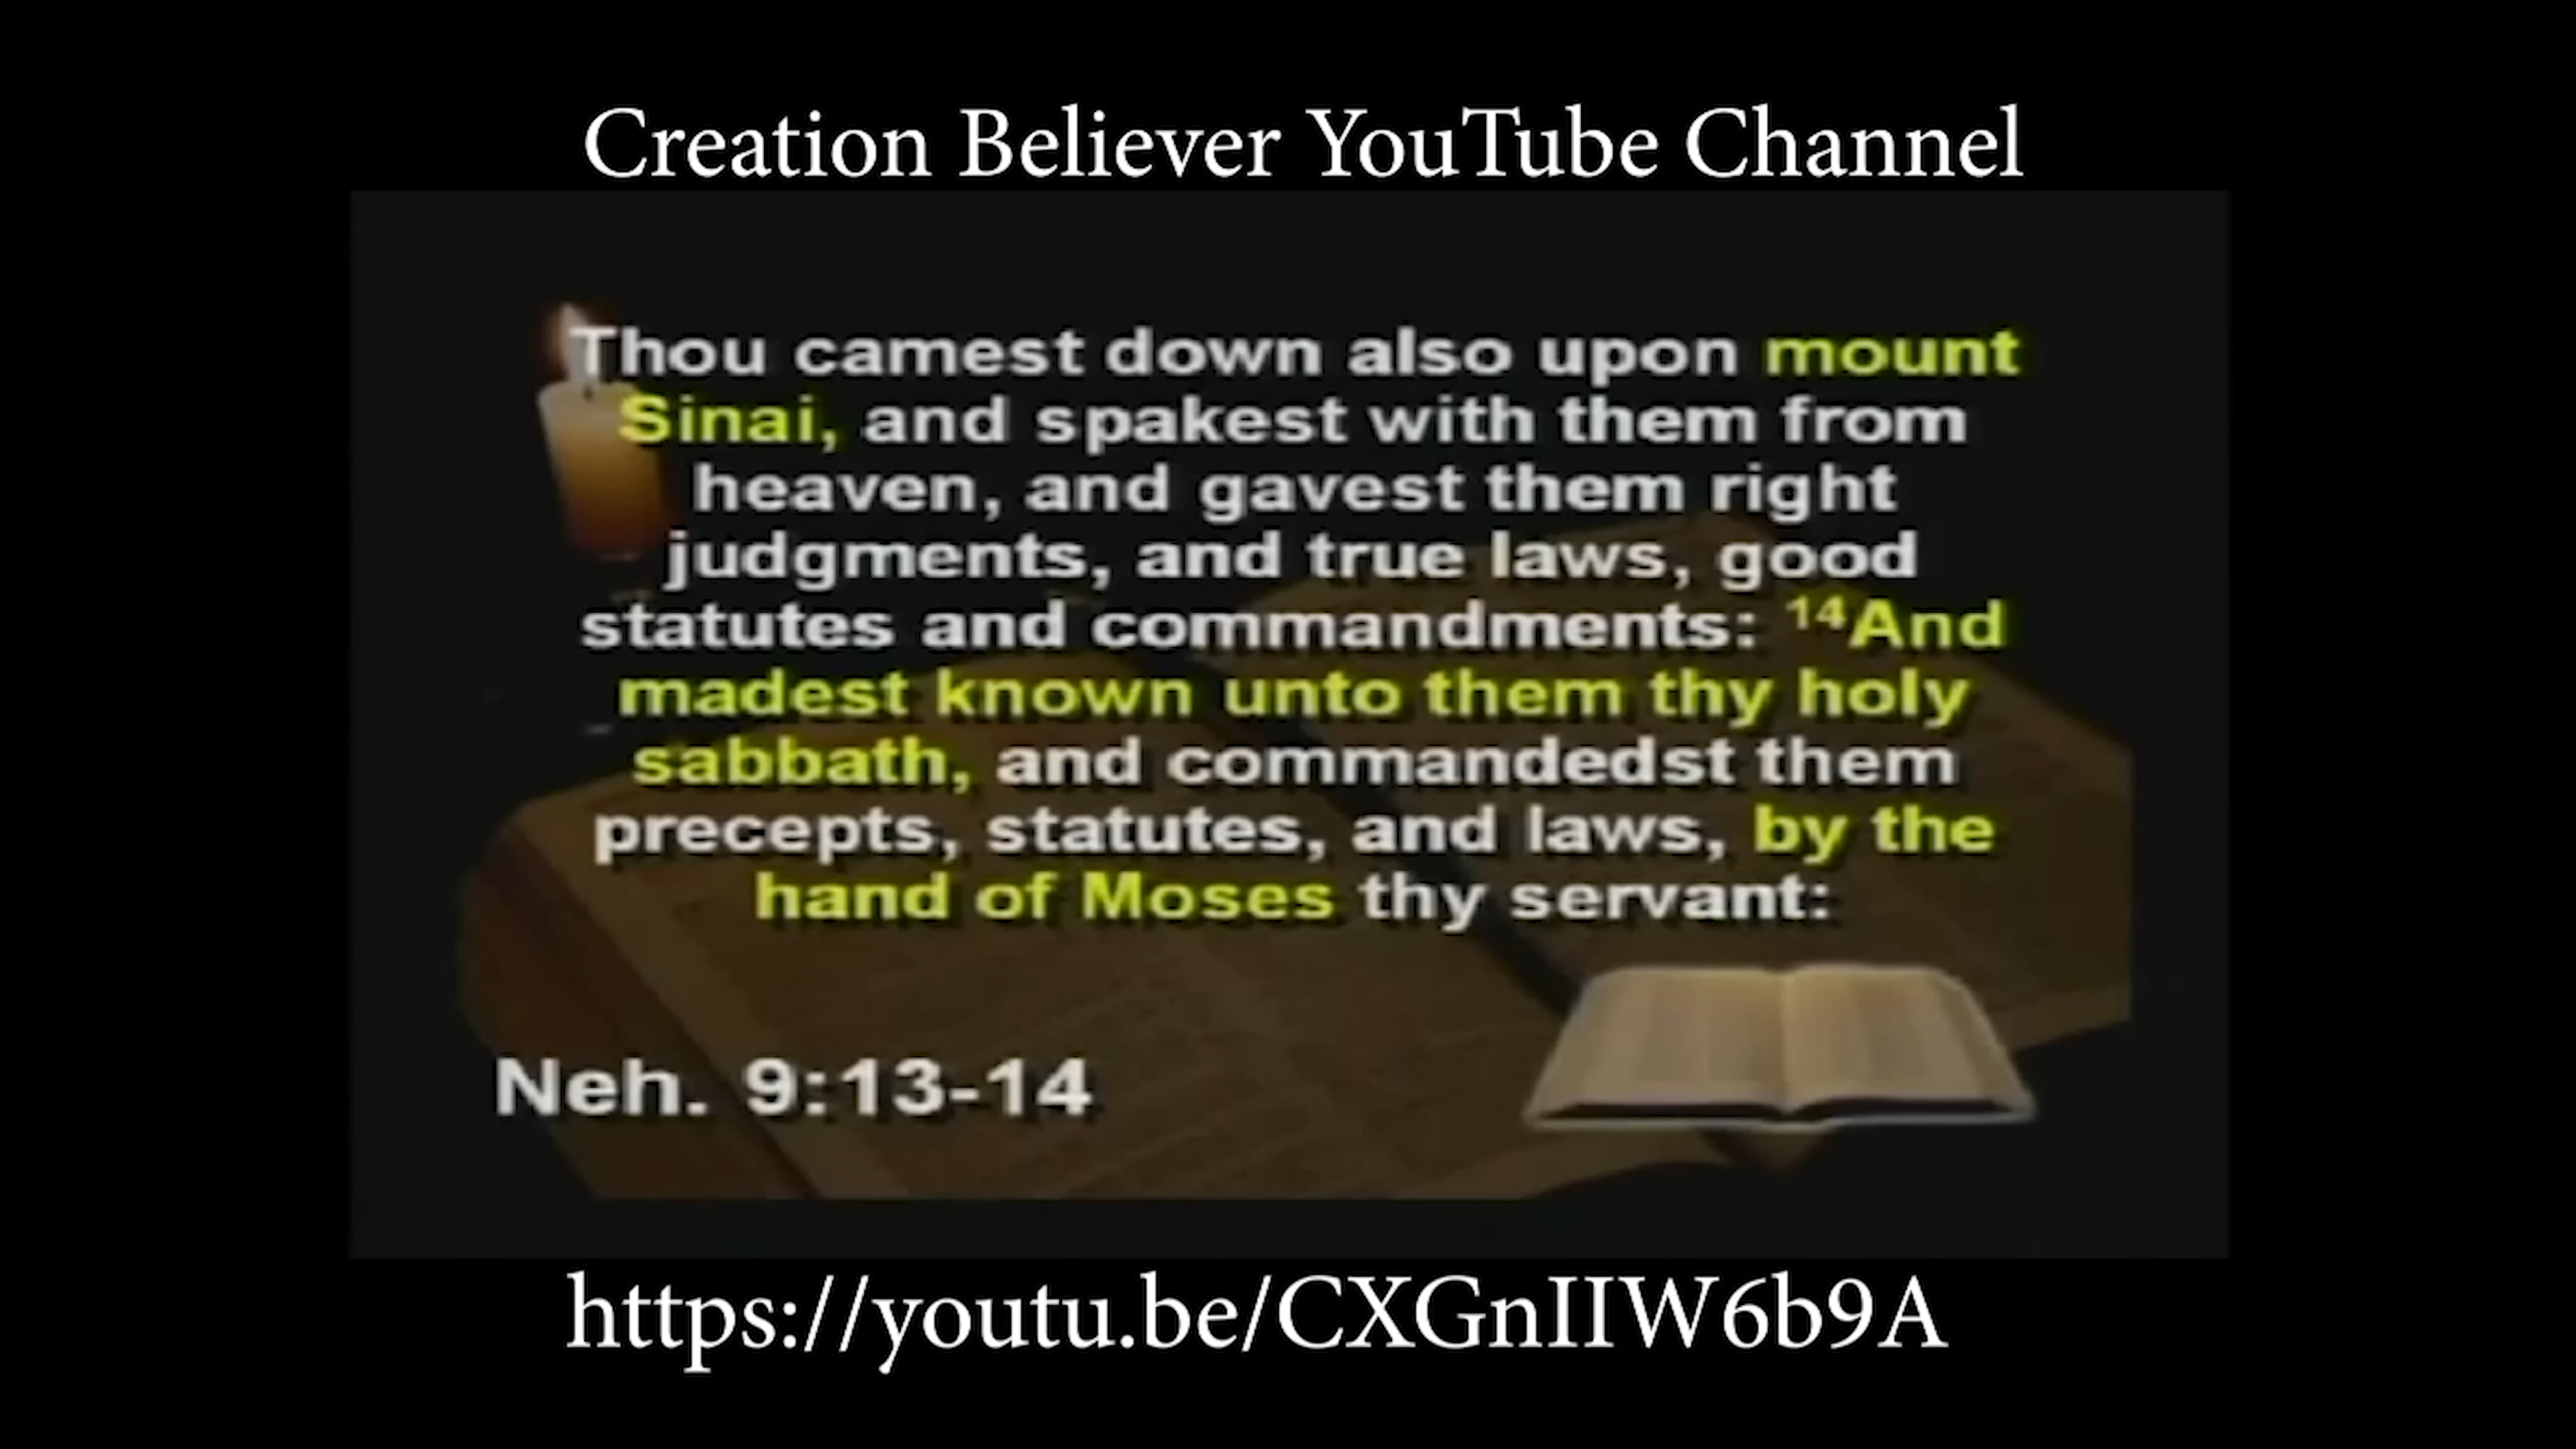 Creation Believer YouTube Channel
Thou camest down also upon mount
Sinai, and spakest with them from
heaven, and gavest them right
judgments, and true laws, good
statutes and commandments: ¹⁴And
madest known unto them thy holy
sabbath, and commandedst them
precepts, statutes, and laws, by the
hand of Moses thy servant:
Neh. 9:13-14
https://youtu.be/CXGnIIW6b9A